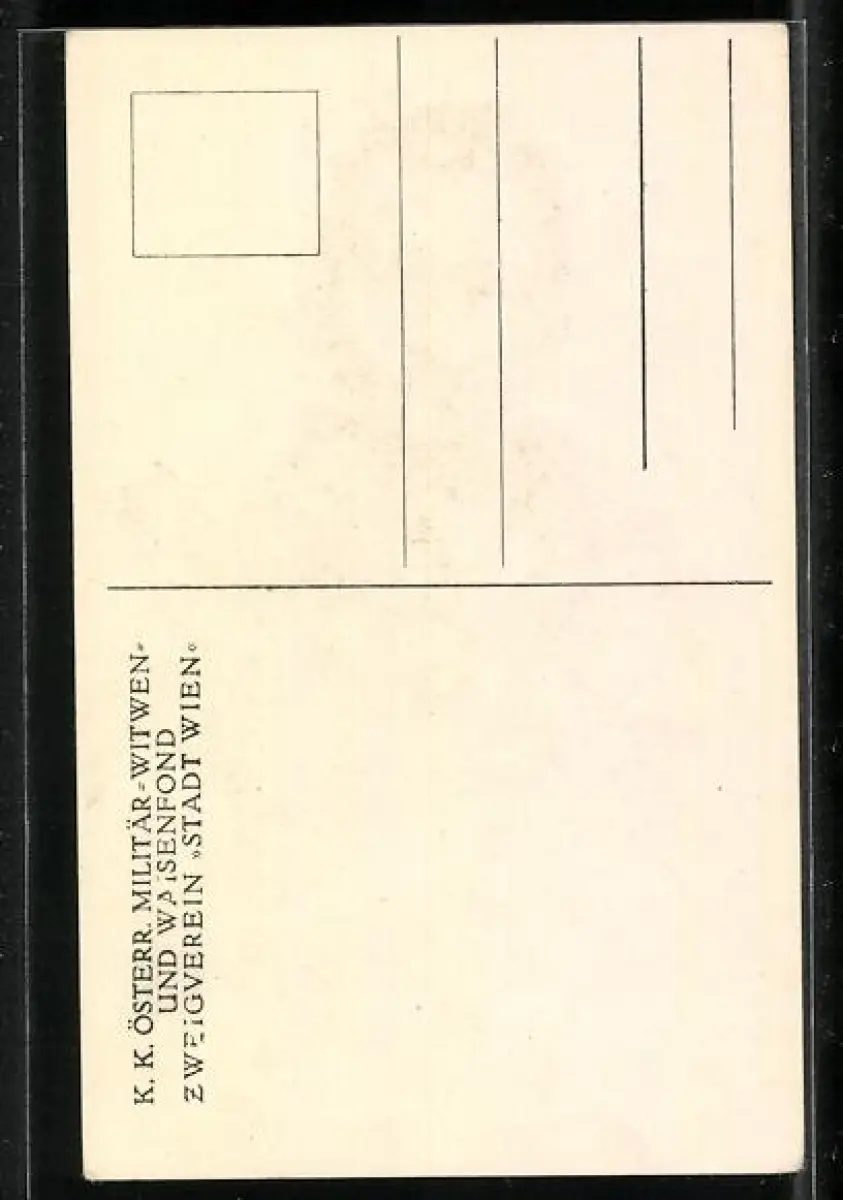 K. K. ÖSTERR. MILITÄR-WITWEN-
UND WAISENFOND
ZWEIGVEREIN »STADT WIEN«